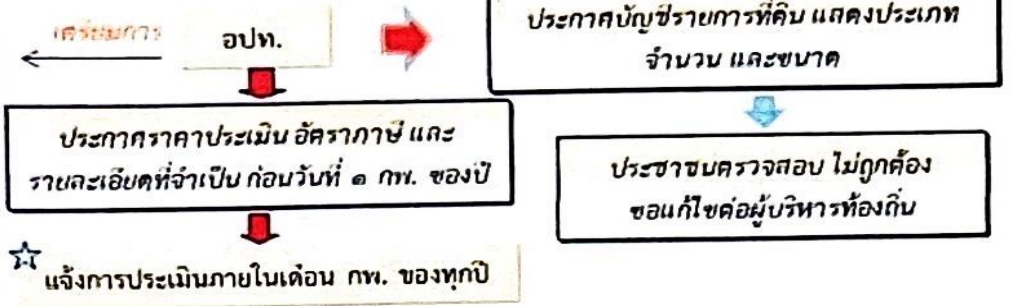 เตรียมการ
อปท.
ประกาศบัญชีรายการที่ดิน แสดงประเภท
จำนวน และขนาด
ประกาศราคาประเมิน อัตราภาษี และ
รายละเอียดที่จำเป็น ก่อนวันที่ ๑ กพ. ของปี
ประชาชนตรวจสอบ ไม่ถูกต้อง
ขอแก้ไขต่อผู้บริหารท้องถิ่น
แจ้งการประเมินภายในเดือน กพ. ของทุกปี